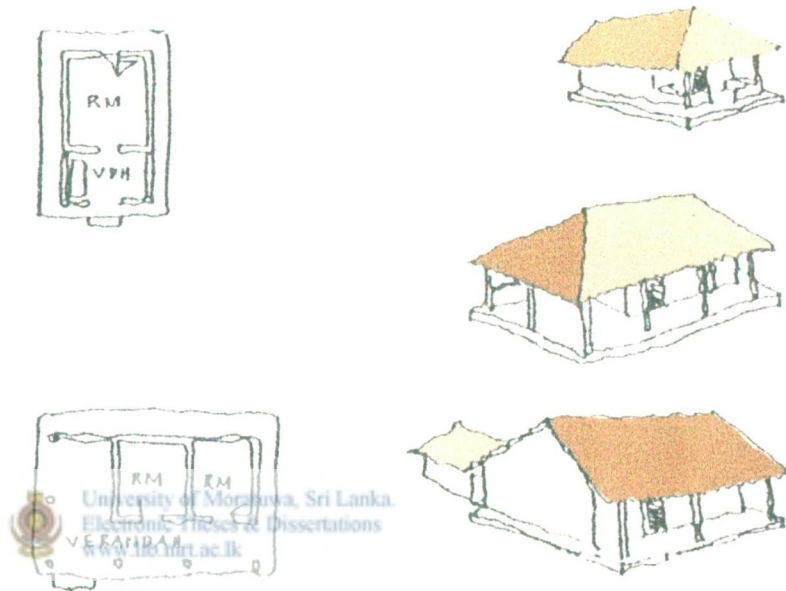 RM
VDH
RM RM
VERANDAH
University of Moratuwa, Sri Lanka.
Electronic Theses & Dissertations
www.lib.mrt.ac.lk